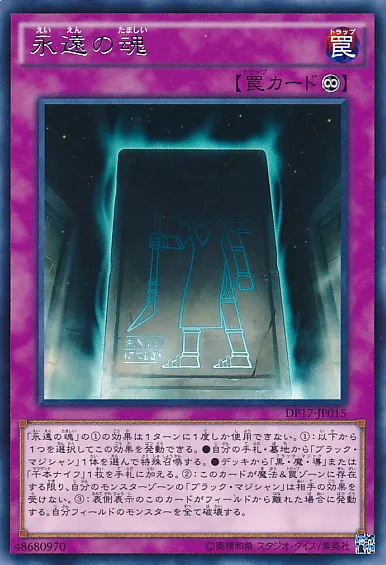 永遠の魂
罠
【罠カード∞】
DP17-JP015
「永遠の魂」の①の効果は1ターンに1度しか使用できない。①：以下から
1つを選択してこの効果を発動できる。●自分の手札・墓地から「ブラック・
マジシャン」1体を選んで特殊召喚する。●デッキから「黒・魔・導」または
「千本ナイフ」1枚を手札に加える。②：このカードが魔法&罠ゾーンに存在
する限り、自分のモンスターゾーンの「ブラック・マジシャン」は相手の効果を
受けない。③：表側表示のこのカードがフィールドから離れた場合に発動
する。自分フィールドのモンスターを全て破壊する。
48680970
©高橋和希 スタジオ・ダイス/集英社